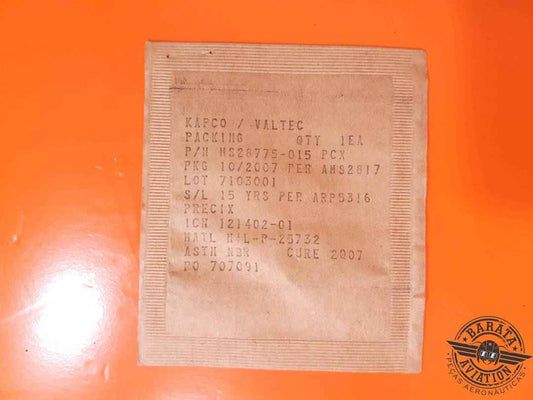 KAPCO / VALTEC
PACKING QTY 1EA
P/N MS28775-015 PCX
PKG 10/2007 PER AMS2817
LOT 7103001
S/L 15 YRS PER ARP5316
PRECIX
ICN 121402-01
MATL MIL-P-25732
ASTM NBR CURE 2Q07
PO 707091
BARATA
AVIATION
PEÇAS AERONÁUTICAS